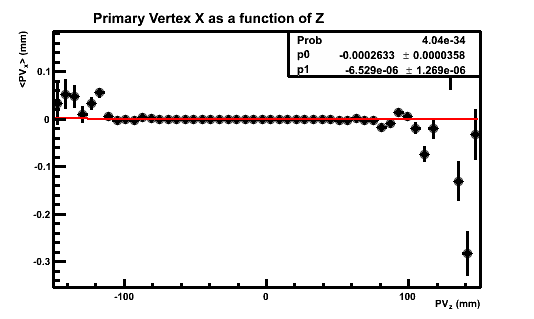 Primary Vertex X as a function of Z
Prob 4.04e-34
p0 -0.0002633 ± 0.0000358
p1 -6.529e-06 ± 1.269e-06
<PVx> (mm)
0.1
0
-0.1
-0.2
-0.3
-100 0 100
PVz (mm)